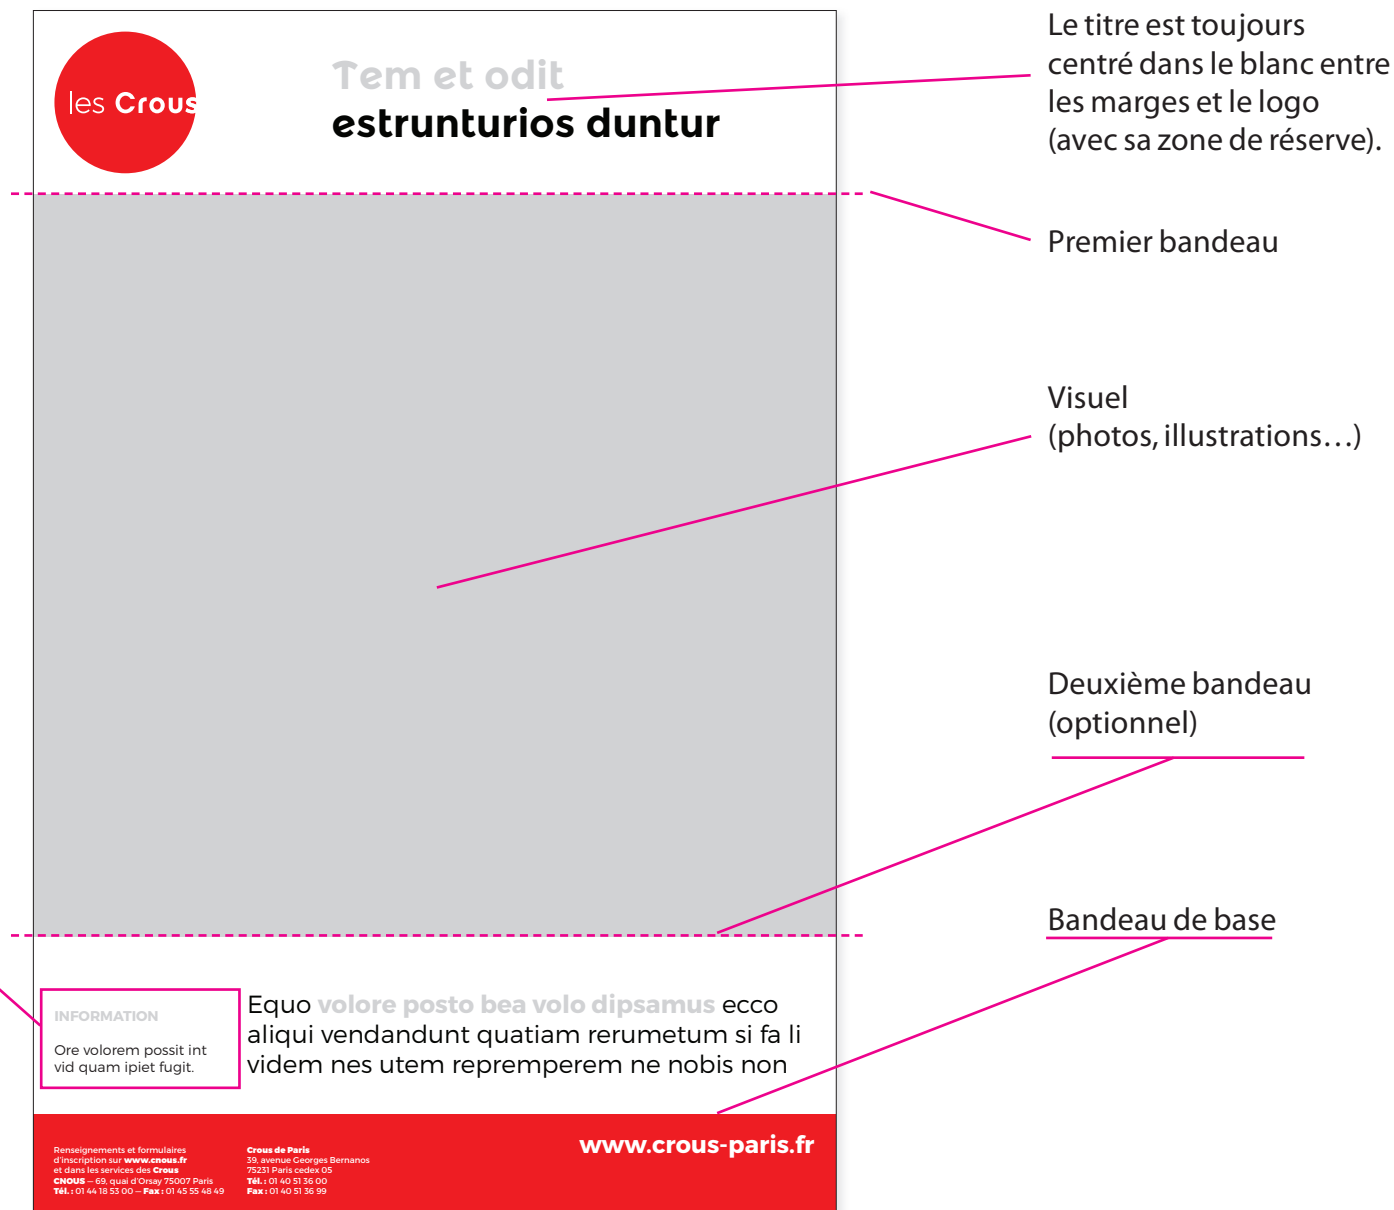 les Crous
Tem et odit
estrunturios duntur
Le titre est toujours
centré dans le blanc entre
les marges et le logo
(avec sa zone de réserve).
Premier bandeau
Visuel
(photos, illustrations…)
Deuxième bandeau
(optionnel)
Bandeau de base
INFORMATION
Ore volorem possit int
vid quam ipiet fugit.
Equo volore posto bea volo dipsamus ecco
aliqui vendandunt quatiam rerumetum si fa li
videm nes utem repremperem ne nobis non
Renseignements et formulaires
d'inscription sur www.cnous.fr
et dans les services des Crous
CNOUS — 69, quai d'Orsay 75007 Paris
Tél. : 01 44 18 53 00 — Fax : 01 45 55 48 49
Crous de Paris
39, avenue Georges Bernanos
75231 Paris cedex 05
Tél. : 01 40 51 36 00
Fax : 01 40 51 36 99
www.crous-paris.fr